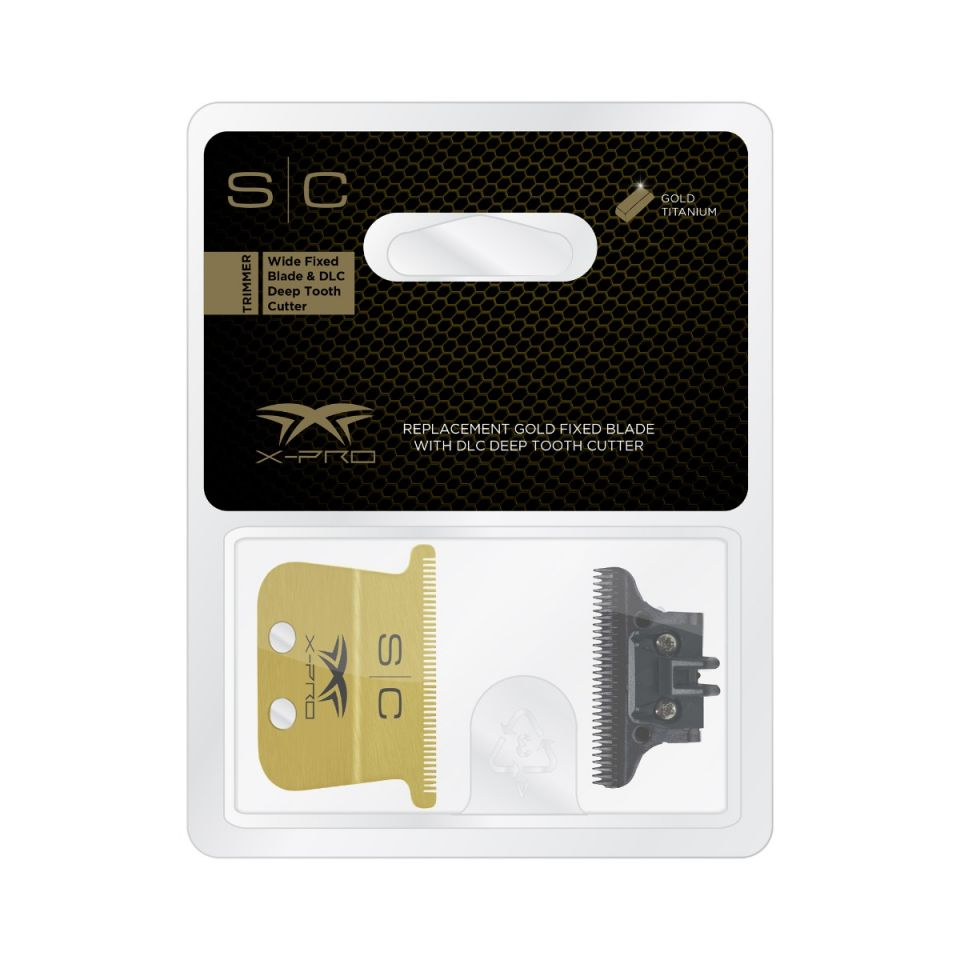 S|C
GOLD
TITANIUM
TRIMMER
Wide Fixed
Blade & DLC
Deep Tooth
Cutter
X-PRO
REPLACEMENT GOLD FIXED BLADE
WITH DLC DEEP TOOTH CUTTER
S|C
X-PRO
3
V